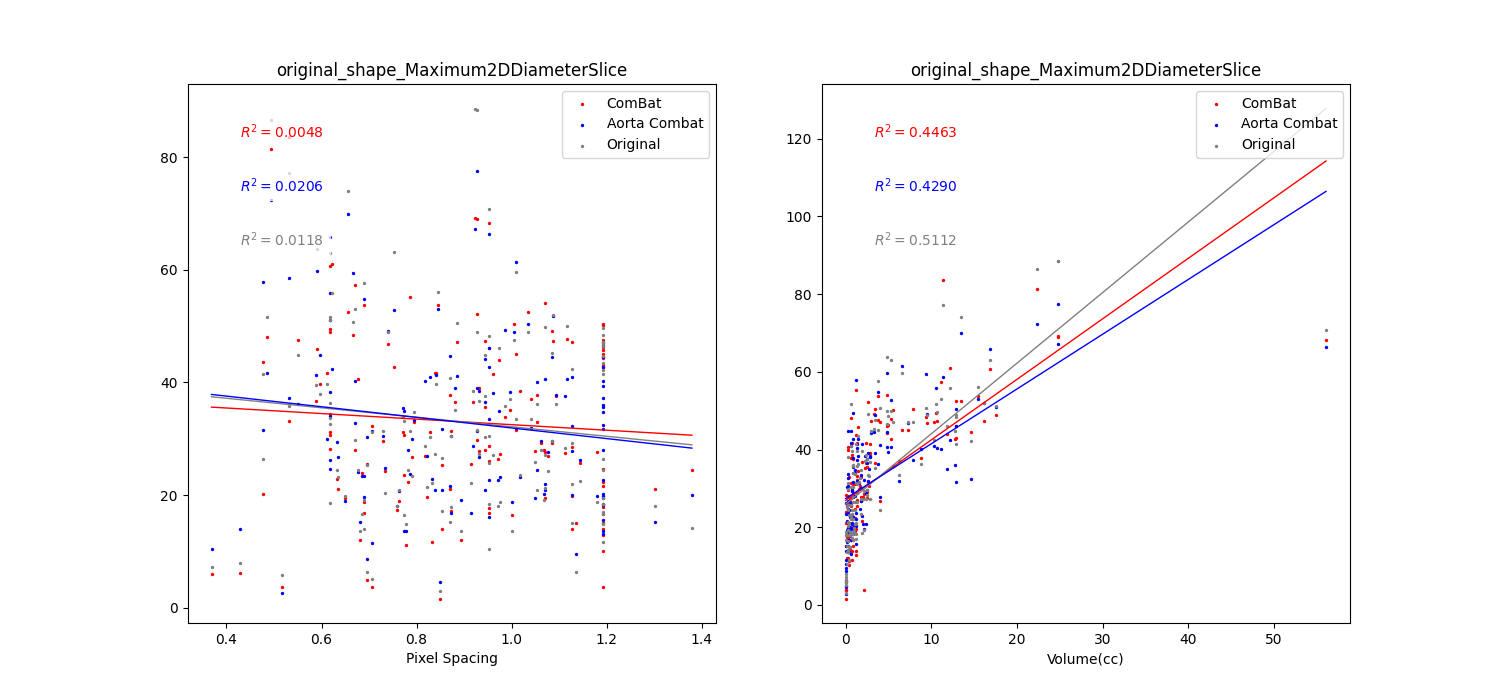 original_shape_Maximum2DDiameterSlice
ComBat
Aorta Combat
Original
R² = 0.0048
R² = 0.0206
R² = 0.0118
80
60
40
20
0
0.4 0.6 0.8 1.0 1.2 1.4
Pixel Spacing
original_shape_Maximum2DDiameterSlice
ComBat
Aorta Combat
Original
R² = 0.4463
R² = 0.4290
R² = 0.5112
120
100
80
60
40
20
0
0 10 20 30 40 50
Volume(cc)